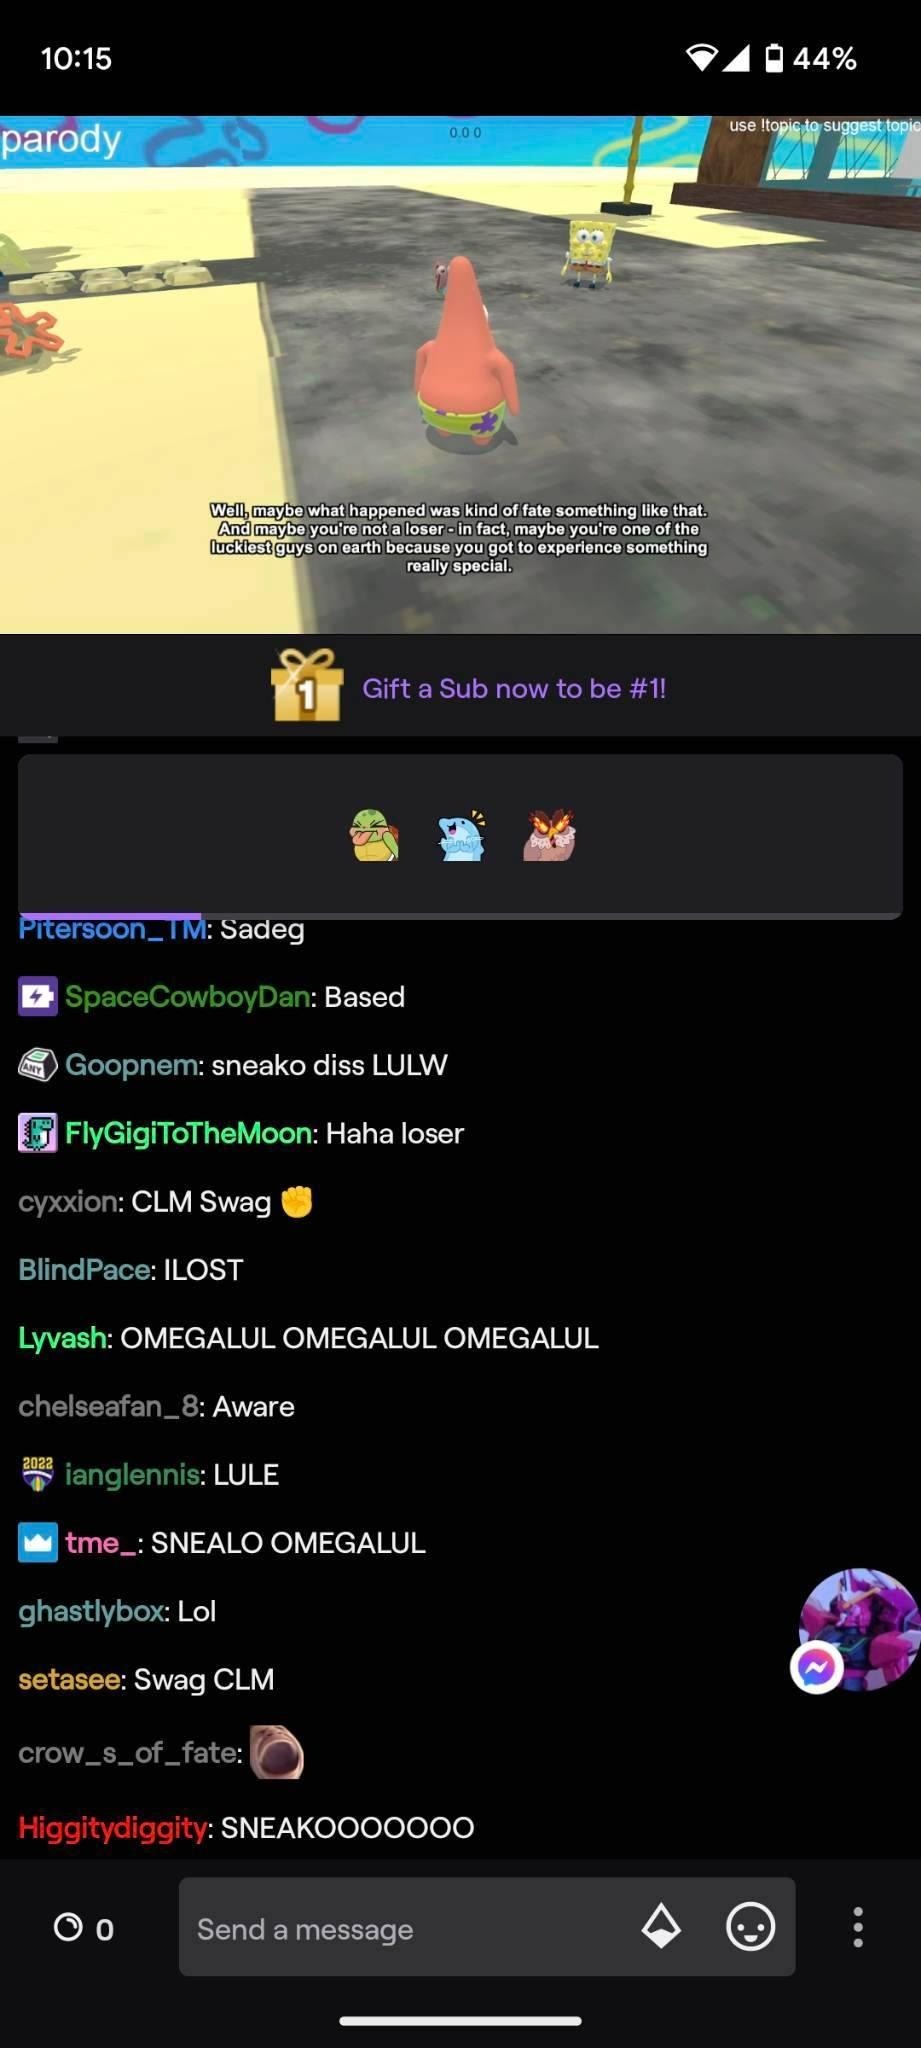 10:15
44%
parody
0.0 0
use !topic to suggest topic
Well, maybe what happened was kind of fate something like that.
And maybe you're not a loser - in fact, maybe you're one of the
luckiest guys on earth because you got to experience something
really special.
1
Gift a Sub now to be #1!
Pitersoon_TM: Sadeg
SpaceCowboyDan: Based
ANY
Goopnem: sneako diss LULW
FlyGigiToTheMoon: Haha loser
cyxxion: CLM Swag ✊
BlindPace: ILOST
Lyvash: OMEGALUL OMEGALUL OMEGALUL
chelseafan_8: Aware
2022
ianglennis: LULE
tme_: SNEALO OMEGALUL
ghastlybox: Lol
setasee: Swag CLM
crow_s_of_fate:
Higgitydiggity: SNEAKOOOOOOO
0
Send a message